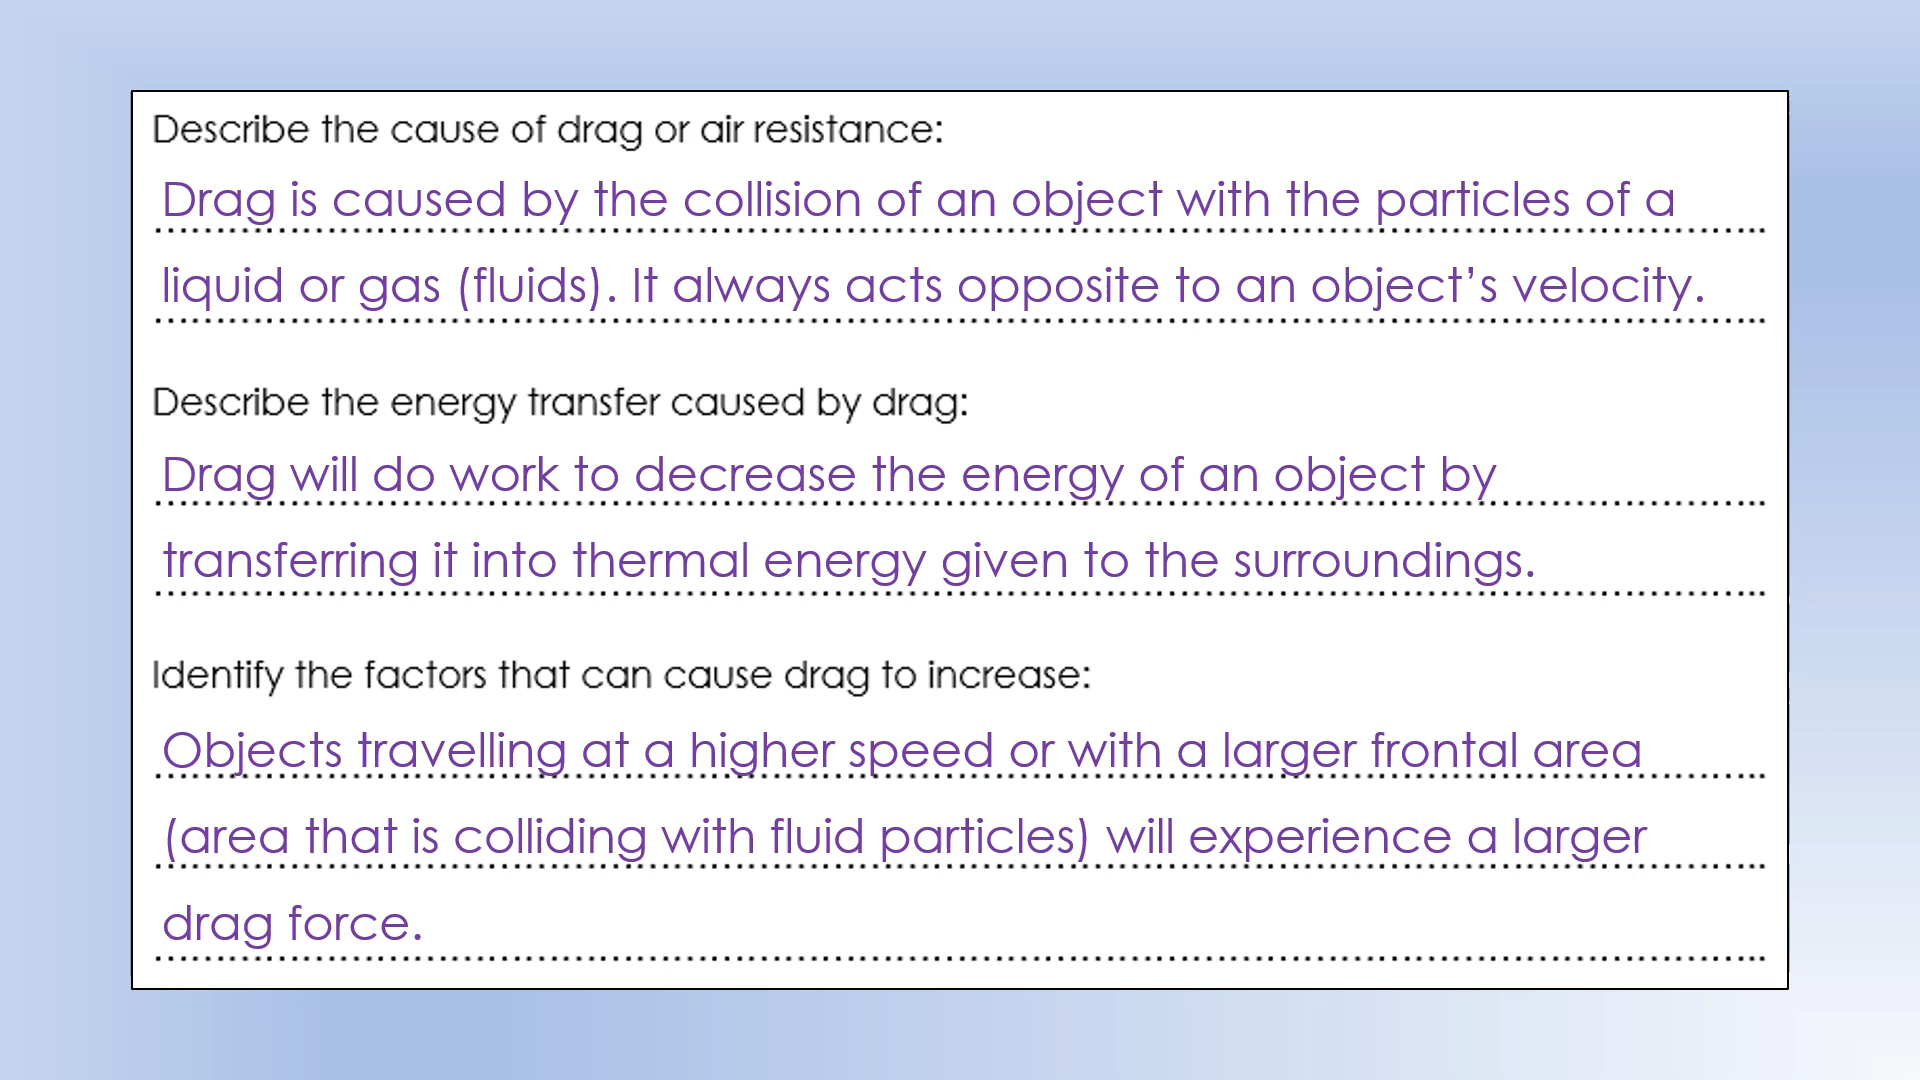 Describe the cause of drag or air resistance:
Drag is caused by the collision of an object with the particles of a
liquid or gas (fluids). It always acts opposite to an object’s velocity.
Describe the energy transfer caused by drag:
Drag will do work to decrease the energy of an object by
transferring it into thermal energy given to the surroundings.
Identify the factors that can cause drag to increase:
Objects travelling at a higher speed or with a larger frontal area
(area that is colliding with fluid particles) will experience a larger
drag force.